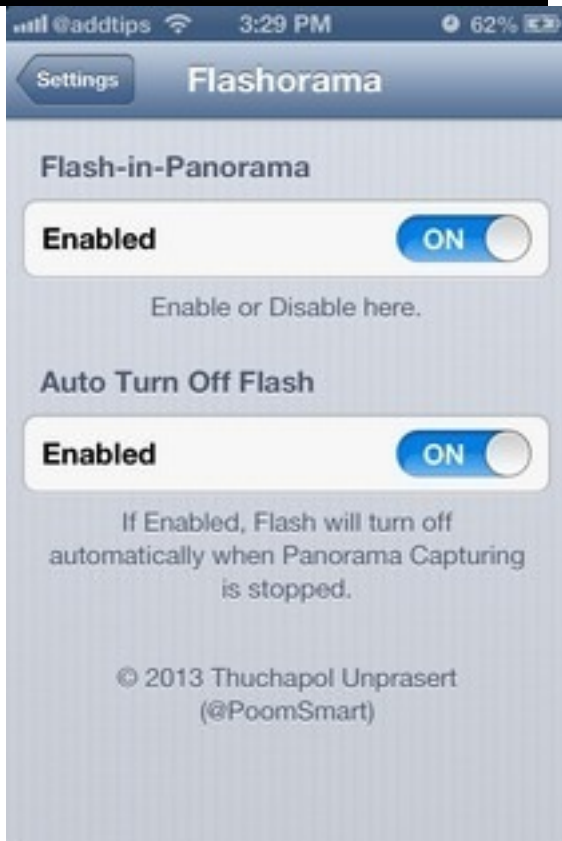 @addtips 3:29 PM 62%
Settings Flashorama
Flash-in-Panorama
Enabled ON
Enable or Disable here.
Auto Turn Off Flash
Enabled ON
If Enabled, Flash will turn off
automatically when Panorama Capturing
is stopped.
© 2013 Thuchapol Unprasert
(@PoomSmart)